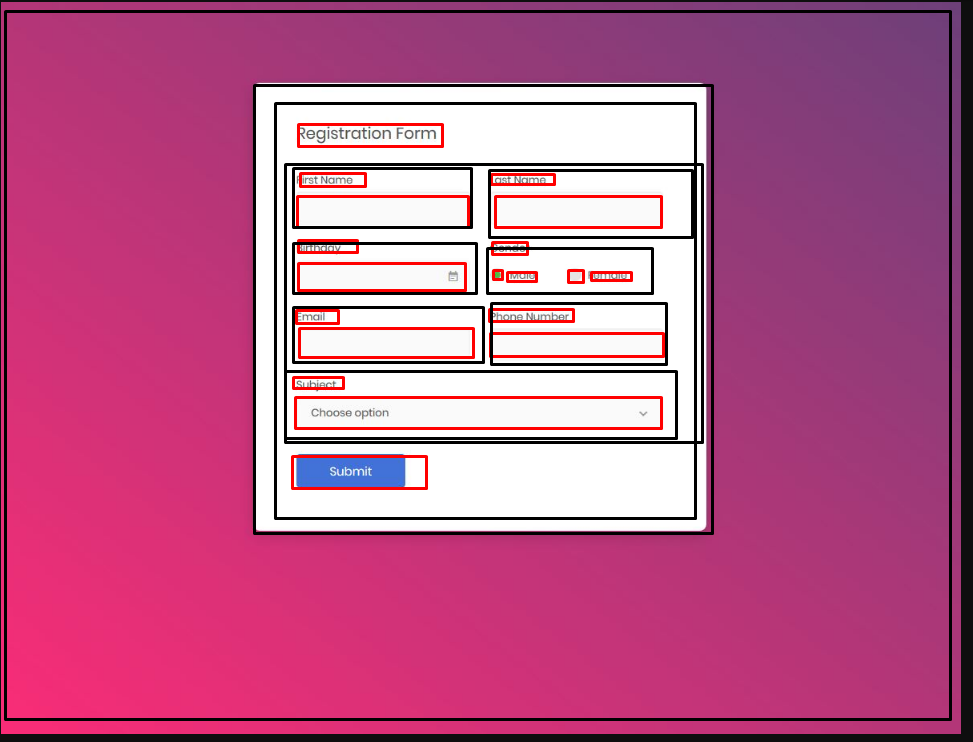 Registration Form
First Name
Last Name
Birthday
Gender
Male
Female
Email
Phone Number
Subject
Choose option
Submit